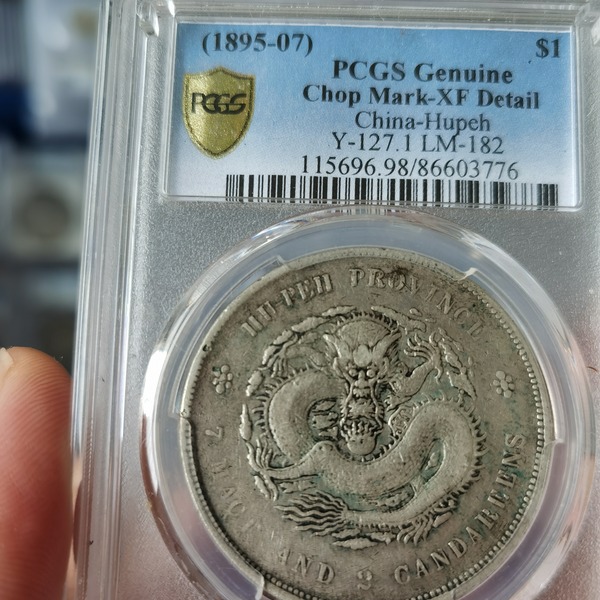 (1895-07) $1
PCGS Genuine
Chop Mark-XF Detail
China-Hupeh
Y-127.1 LM-182
115696.98/86603776
PCGS
HU-PEH PROVINCE
7 MACE AND 2 CANDAREENS